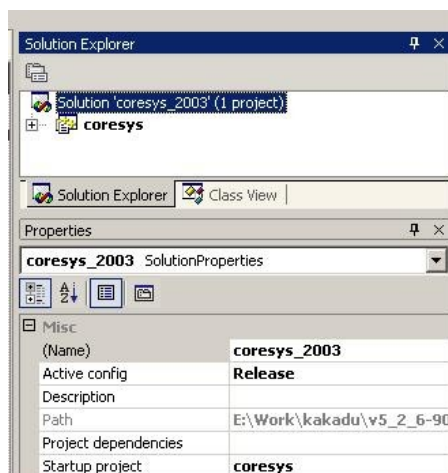 Solution Explorer
Solution 'coresys_2003' (1 project)
coresys
Solution Explorer Class View
Properties
coresys_2003 SolutionProperties
Misc
(Name) coresys_2003
Active config Release
Description
Path E:\Work\kakadu\v5_2_6-90
Project dependencies
Startup project coresys